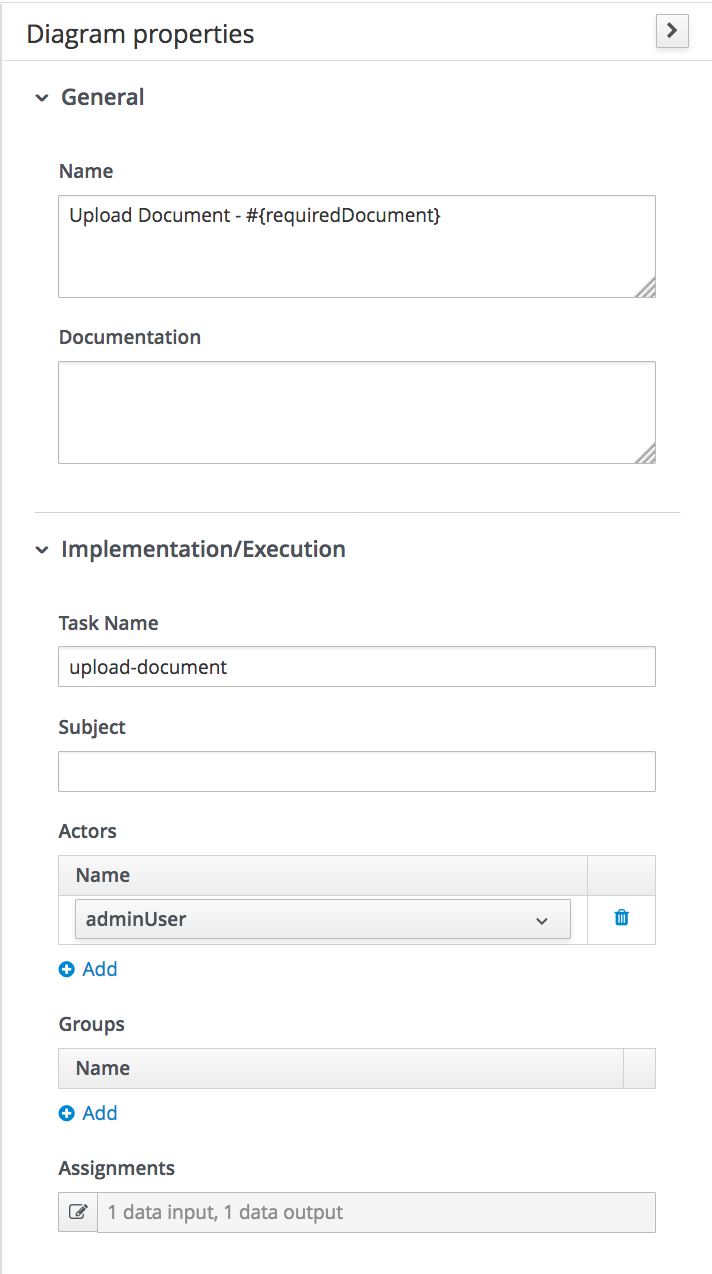 Diagram properties
General
Name
Upload Document - #{requiredDocument}
Documentation
Implementation/Execution
Task Name
upload-document
Subject
Actors
Name
adminUser
Add
Groups
Name
Add
Assignments
1 data input, 1 data output